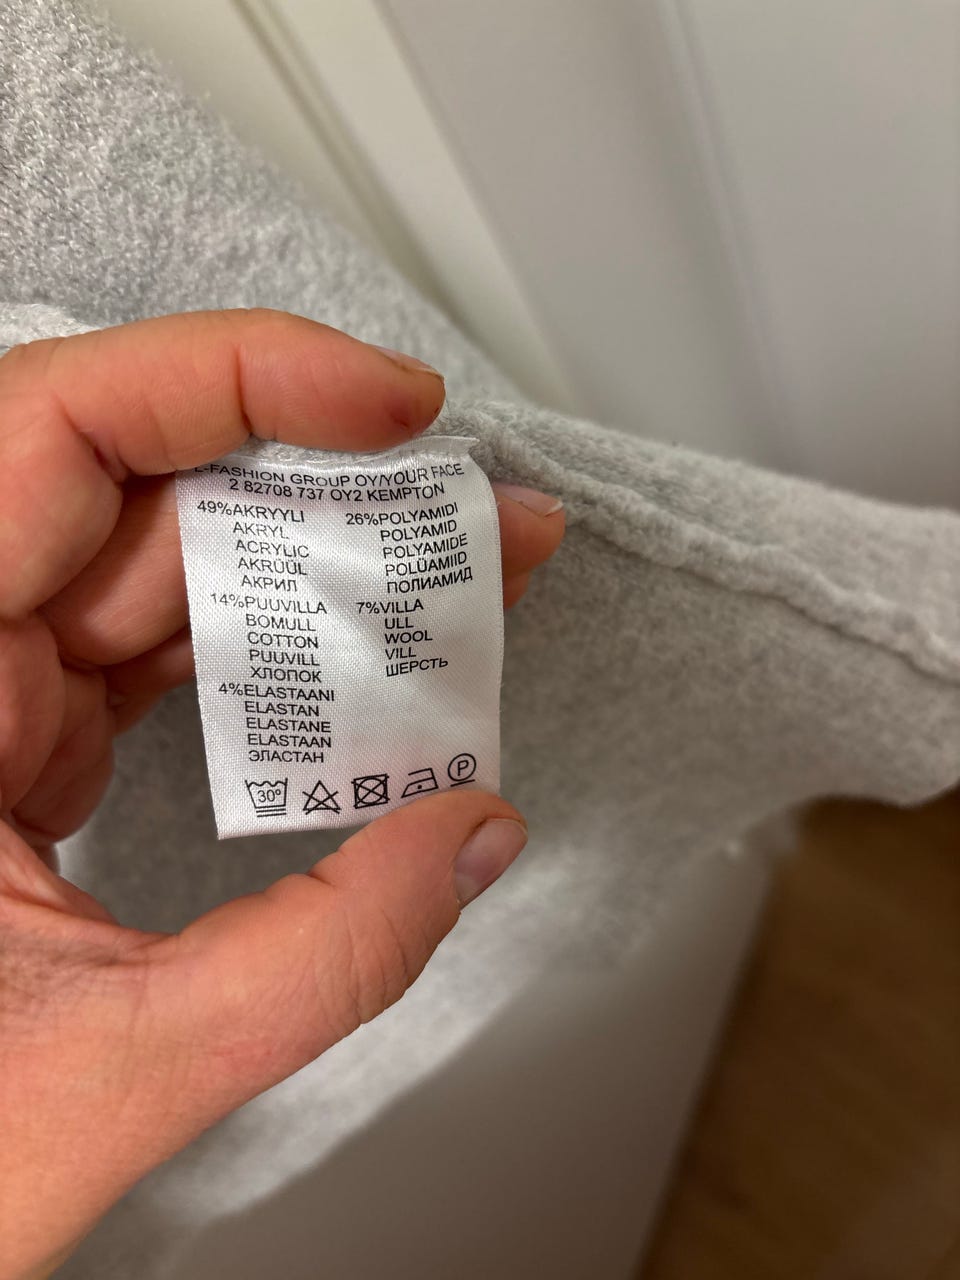 L-FASHION GROUP OY/YOUR FACE
2 82708 737 OY2 KEMPTON
49%AKRYYLI
AKRYL
ACRYLIC
AKRÜÜL
АКРИЛ
26%POLYAMIDI
POLYAMID
POLYAMIDE
POLÜAMIID
ПОЛИАМИД
14%PUUVILLA
BOMULL
COTTON
PUUVILL
ХЛОПОК
7%VILLA
ULL
WOOL
VILL
ШЕРСТЬ
4%ELASTAANI
ELASTAN
ELASTANE
ELASTAAN
ЭЛАСТАН
30° P